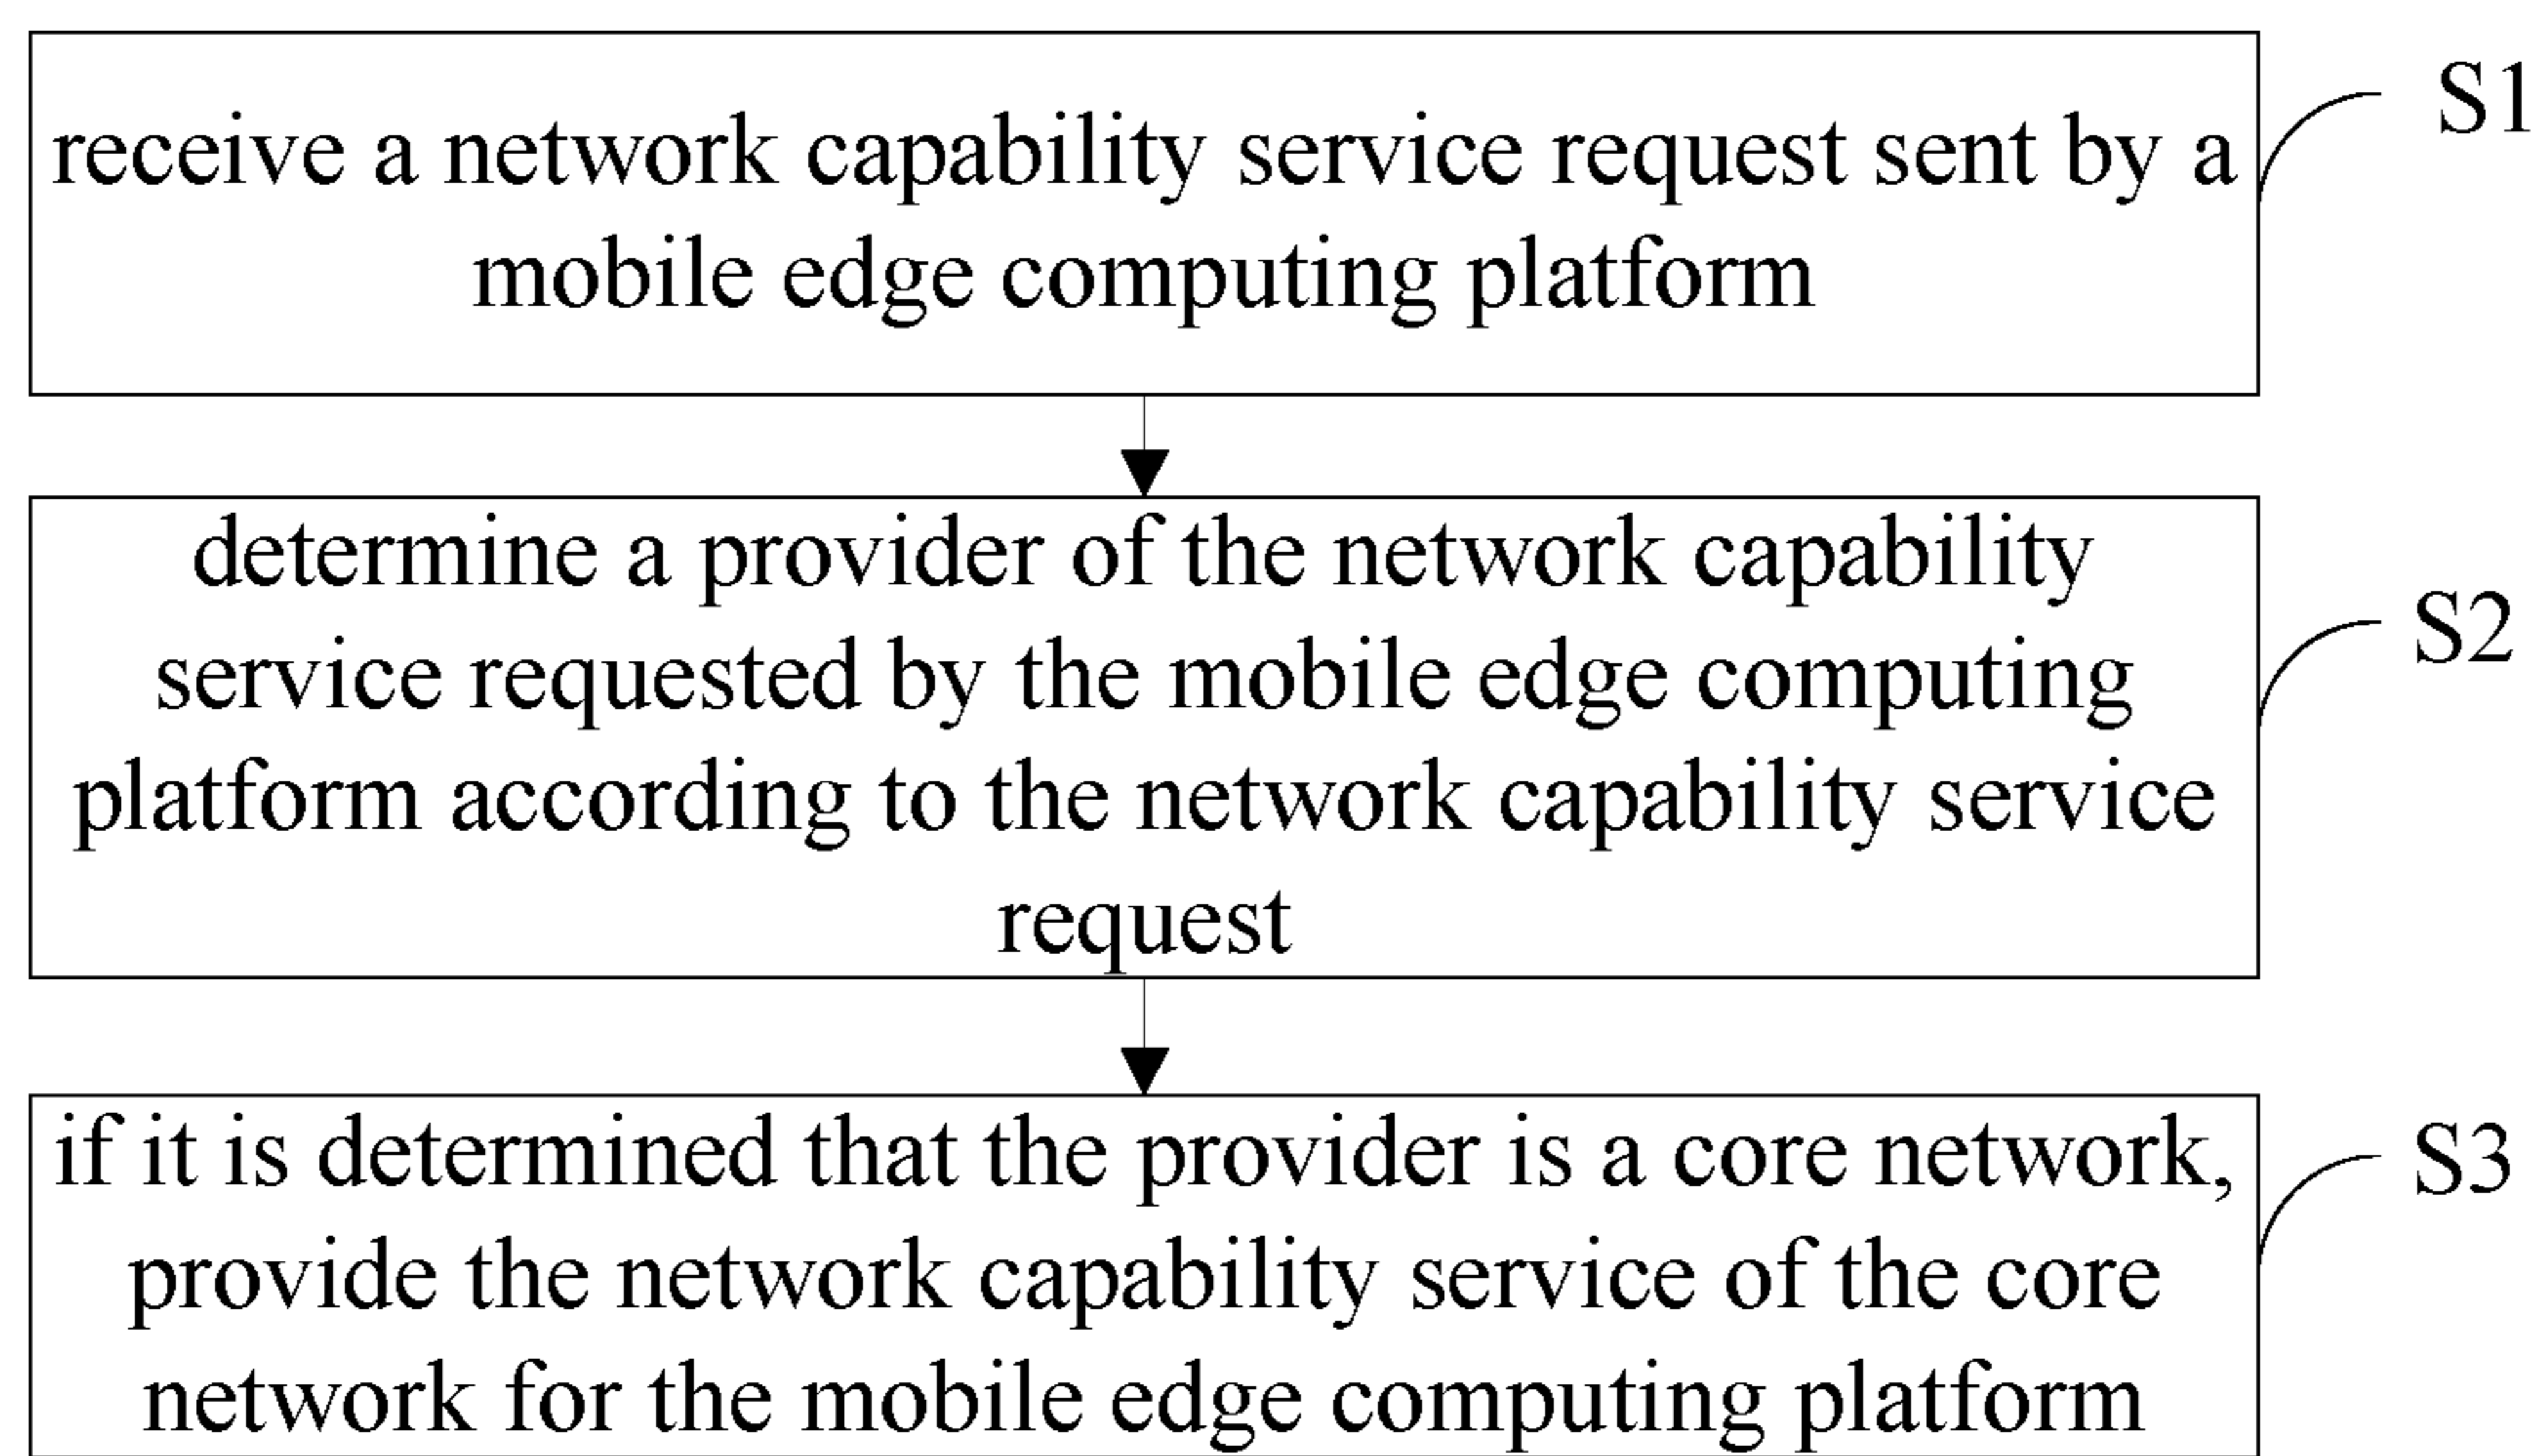 receive a network capability service request sent by a
mobile edge computing platform
S1
determine a provider of the network capability
service requested by the mobile edge computing
platform according to the network capability service
request
S2
if it is determined that the provider is a core network,
provide the network capability service of the core
network for the mobile edge computing platform
S3